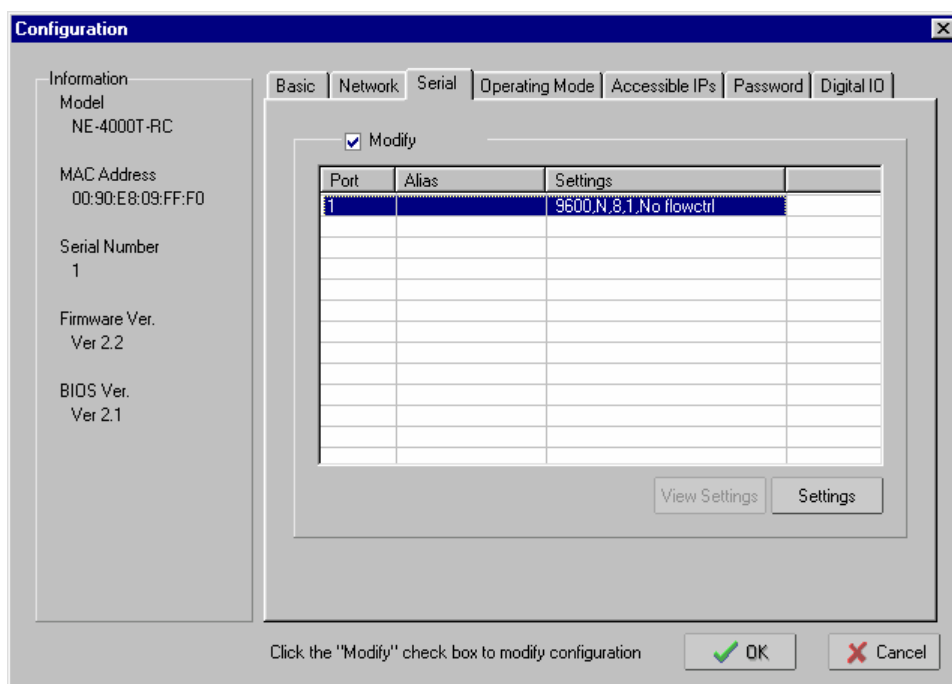 Configuration
Information
Model
NE-4000T-RC
MAC Address
00:90:E8:09:FF:F0
Serial Number
1
Firmware Ver.
Ver 2.2
BIOS Ver.
Ver 2.1
Basic Network Serial Operating Mode Accessible IPs Password Digital IO
Modify
Port Alias Settings
1 9600,N,8,1,No flowctrl
View Settings Settings
Click the "Modify" check box to modify configuration OK Cancel